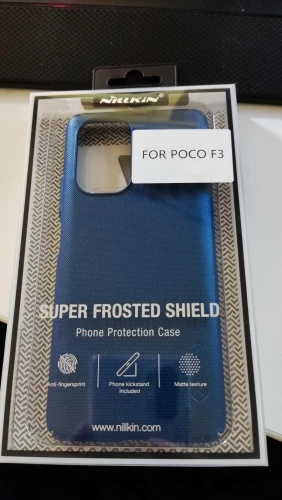 NILLKIN
FOR POCO F3
SUPER FROSTED SHIELD
Phone Protection Case
Anti-fingersprint
Phone kickstand
included
Matte texture
www.nillkin.com